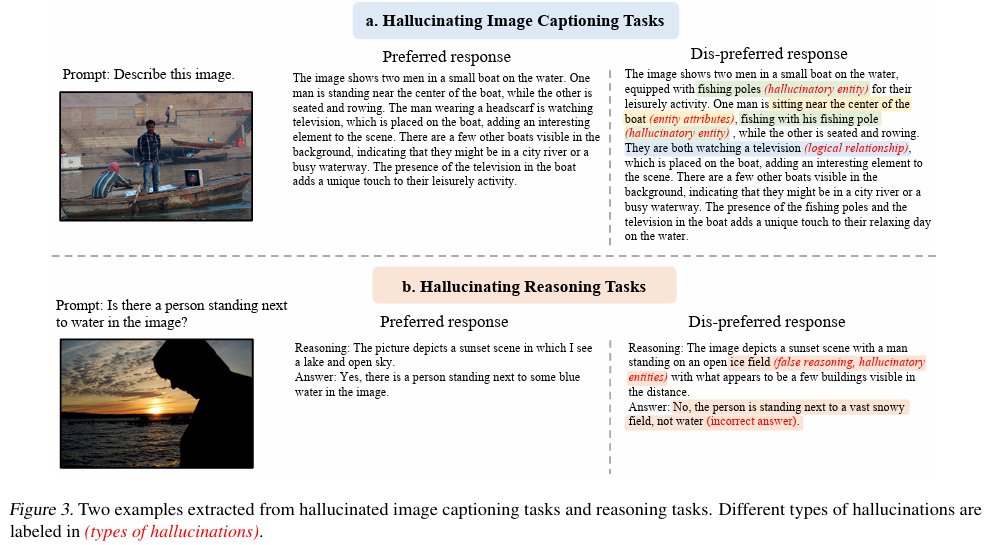 a. Hallucinating Image Captioning Tasks
Prompt: Describe this image.
Preferred response
The image shows two men in a small boat on the water. One
man is standing near the center of the boat, while the other is
seated and rowing. The man wearing a headscarf is watching
television, which is placed on the boat, adding an interesting
element to the scene. There are a few other boats visible in the
background, indicating that they might be in a city river or a
busy waterway. The presence of the television in the boat
adds a unique touch to their leisurely activity.
Dis-preferred response
The image shows two men in a small boat on the water,
equipped with fishing poles (hallucinatory entity) for their
leisurely activity. One man is sitting near the center of the
boat (entity attributes), fishing with his fishing pole
(hallucinatory entity) , while the other is seated and rowing.
They are both watching a television (logical relationship),
which is placed on the boat, adding an interesting element to
the scene. There are a few other boats visible in the
background, indicating that they might be in a city river or a
busy waterway. The presence of the fishing poles and the
television in the boat adds a unique touch to their relaxing day
on the water.
b. Hallucinating Reasoning Tasks
Prompt: Is there a person standing next
to water in the image?
Preferred response
Reasoning: The picture depicts a sunset scene in which I see
a lake and open sky.
Answer: Yes, there is a person standing next to some blue
water in the image.
Dis-preferred response
Reasoning: The image depicts a sunset scene with a man
standing on an open ice field (false reasoning, hallucinatory
entities) with what appears to be a few buildings visible in
the distance.
Answer: No, the person is standing next to a vast snowy
field, not water (incorrect answer).
Figure 3. Two examples extracted from hallucinated image captioning tasks and reasoning tasks. Different types of hallucinations are
labeled in (types of hallucinations).